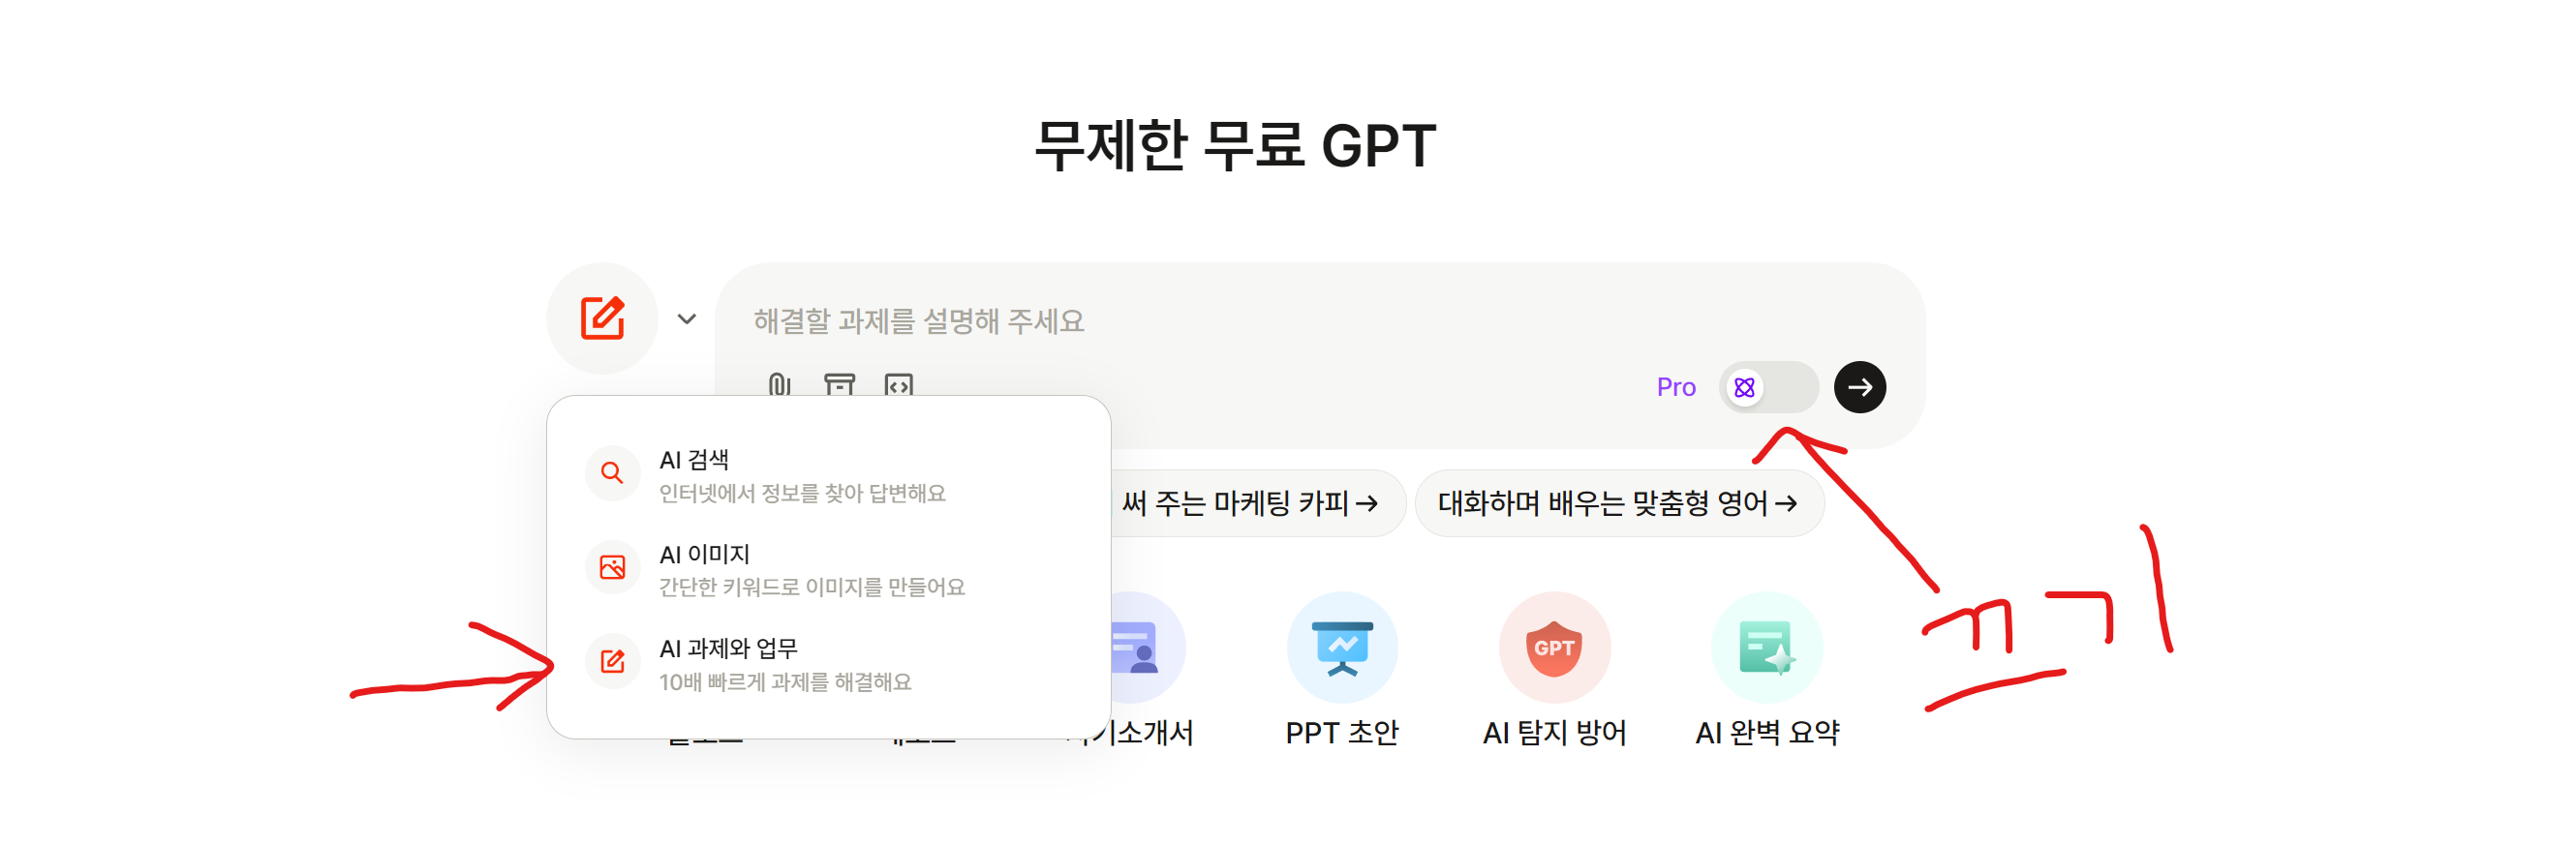 무제한 무료 GPT
해결할 과제를 설명해 주세요
Pro
AI 검색
인터넷에서 정보를 찾아 답변해요
AI 이미지
간단한 키워드로 이미지를 만들어요
AI 과제와 업무
10배 빠르게 과제를 해결해요
써 주는 마케팅 카피
대화하며 배우는 맞춤형 영어
GPT
기소개서
PPT 초안
AI 탐지 방어
AI 완벽 요약
끄기